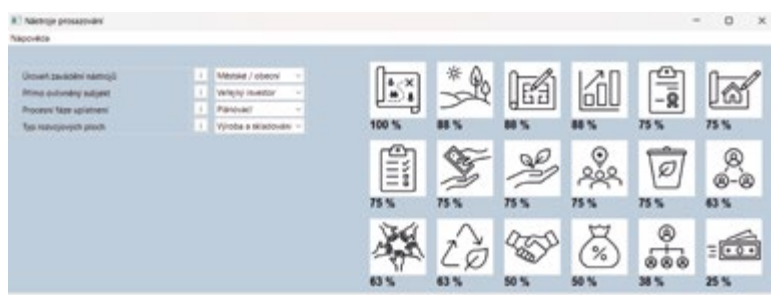 Nástroje prosazování
Nápověda
Úroveň zavádění nástrojů i Městské / obecní
Přímo ovlivněný subjekt i Veřejný investor
Procesní fáze uplatnění i Plánovací
Typ rozvojových ploch i Výroba a skladování
100 % 88 % 88 % 88 % 75 % 75 %
75 % 75 % 75 % 75 % 75 % 63 %
63 % 63 % 50 % 50 % 38 % 25 %